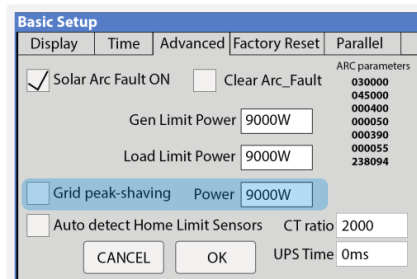 Basic Setup
Display Time Advanced Factory Reset Parallel
ARC parameters
Solar Arc Fault ON Clear Arc_Fault
030000
045000
000400
000050
000390
000055
238094
Gen Limit Power 9000W
Load Limit Power 9000W
Grid peak-shaving Power 9000W
Auto detect Home Limit Sensors CT ratio 2000
CANCEL OK UPS Time 0ms